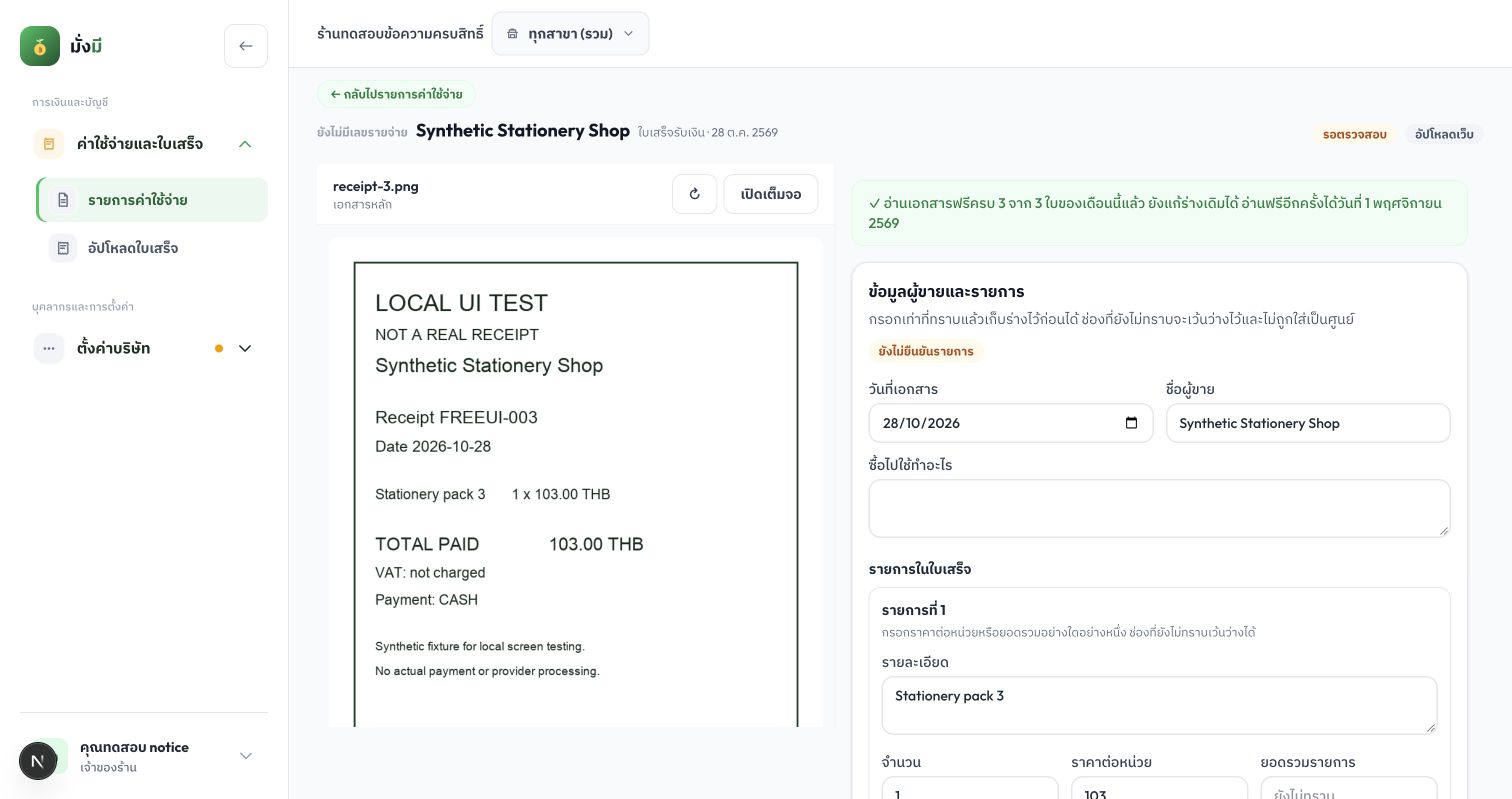 มั่งมี
←
การเงินและบัญชี
ค่าใช้จ่ายและใบเสร็จ
รายการค่าใช้จ่าย
อัปโหลดใบเสร็จ
บุคลากรและการตั้งค่า
ตั้งค่าบริษัท
N
คุณทดสอบ notice
เจ้าของร้าน
ร้านทดสอบข้อความครบสิทธิ์ ทุกสาขา (รวม)
← กลับไปรายการค่าใช้จ่าย
ยังไม่มีเลขรายจ่าย Synthetic Stationery Shop ใบเสร็จรับเงิน · 28 ต.ค. 2569
รอตรวจสอบ อัปโหลดเว็บ
receipt-3.png
เอกสารหลัก
↻ เปิดเต็มจอ
LOCAL UI TEST
NOT A REAL RECEIPT
Synthetic Stationery Shop
Receipt FREEUI-003
Date 2026-10-28
Stationery pack 3 1 x 103.00 THB
TOTAL PAID 103.00 THB
VAT: not charged
Payment: CASH
Synthetic fixture for local screen testing.
No actual payment or provider processing.
✓ อ่านเอกสารฟรีครบ 3 จาก 3 ใบของเดือนนี้แล้ว ยังแก้ร่างเดิมได้ อ่านฟรีอีกครั้งได้วันที่ 1 พฤศจิกายน
2569
ข้อมูลผู้ขายและรายการ
กรอกเท่าที่ทราบแล้วเก็บร่างไว้ก่อนได้ ช่องที่ยังไม่ทราบจะเว้นว่างไว้และไม่ถูกใส่เป็นศูนย์
ยังไม่ยืนยันรายการ
วันที่เอกสาร ชื่อผู้ขาย
28/10/2026 Synthetic Stationery Shop
ซื้อไปใช้ทำอะไร
รายการในใบเสร็จ
รายการที่ 1
กรอกราคาต่อหน่วยหรือยอดรวมอย่างใดอย่างหนึ่ง ช่องที่ยังไม่ทราบเว้นว่างได้
รายละเอียด
Stationery pack 3
จำนวน ราคาต่อหน่วย ยอดรวมรายการ
1 103 ยังไม่ทราบ